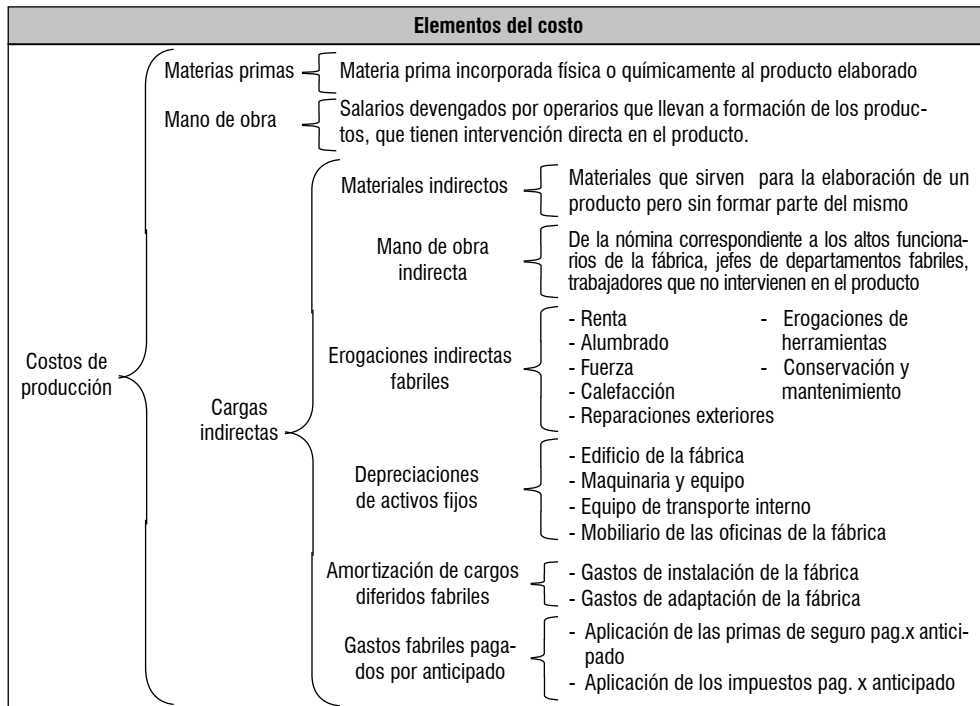 Elementos del costo
Materias primas
Materia prima incorporada física o químicamente al producto elaborado
Mano de obra
Salarios devengados por operarios que llevan a formación de los produc-
tos, que tienen intervención directa en el producto.
Costos de
producción
Cargas
indirectas
Materiales indirectos
Materiales que sirven para la elaboración de un
producto pero sin formar parte del mismo
Mano de obra
indirecta
De la nómina correspondiente a los altos funcion-
arios de la fábrica, jefes de departamentos fabriles,
trabajadores que no intervienen en el producto
Erogaciones indirectas
fabriles
- Renta
- Alumbrado
- Fuerza
- Calefacción
- Reparaciones exteriores
- Erogaciones de
herramientas
- Conservación y
mantenimiento
Depreciaciones
de activos fijos
- Edificio de la fábrica
- Maquinaria y equipo
- Equipo de transporte interno
- Mobiliario de las oficinas de la fábrica
Amortización de cargos
diferidos fabriles
- Gastos de instalación de la fábrica
- Gastos de adaptación de la fábrica
Gastos fabriles paga-
dos por anticipado
- Aplicación de las primas de seguro pag.x antici-
pado
- Aplicación de los impuestos pag. x anticipado